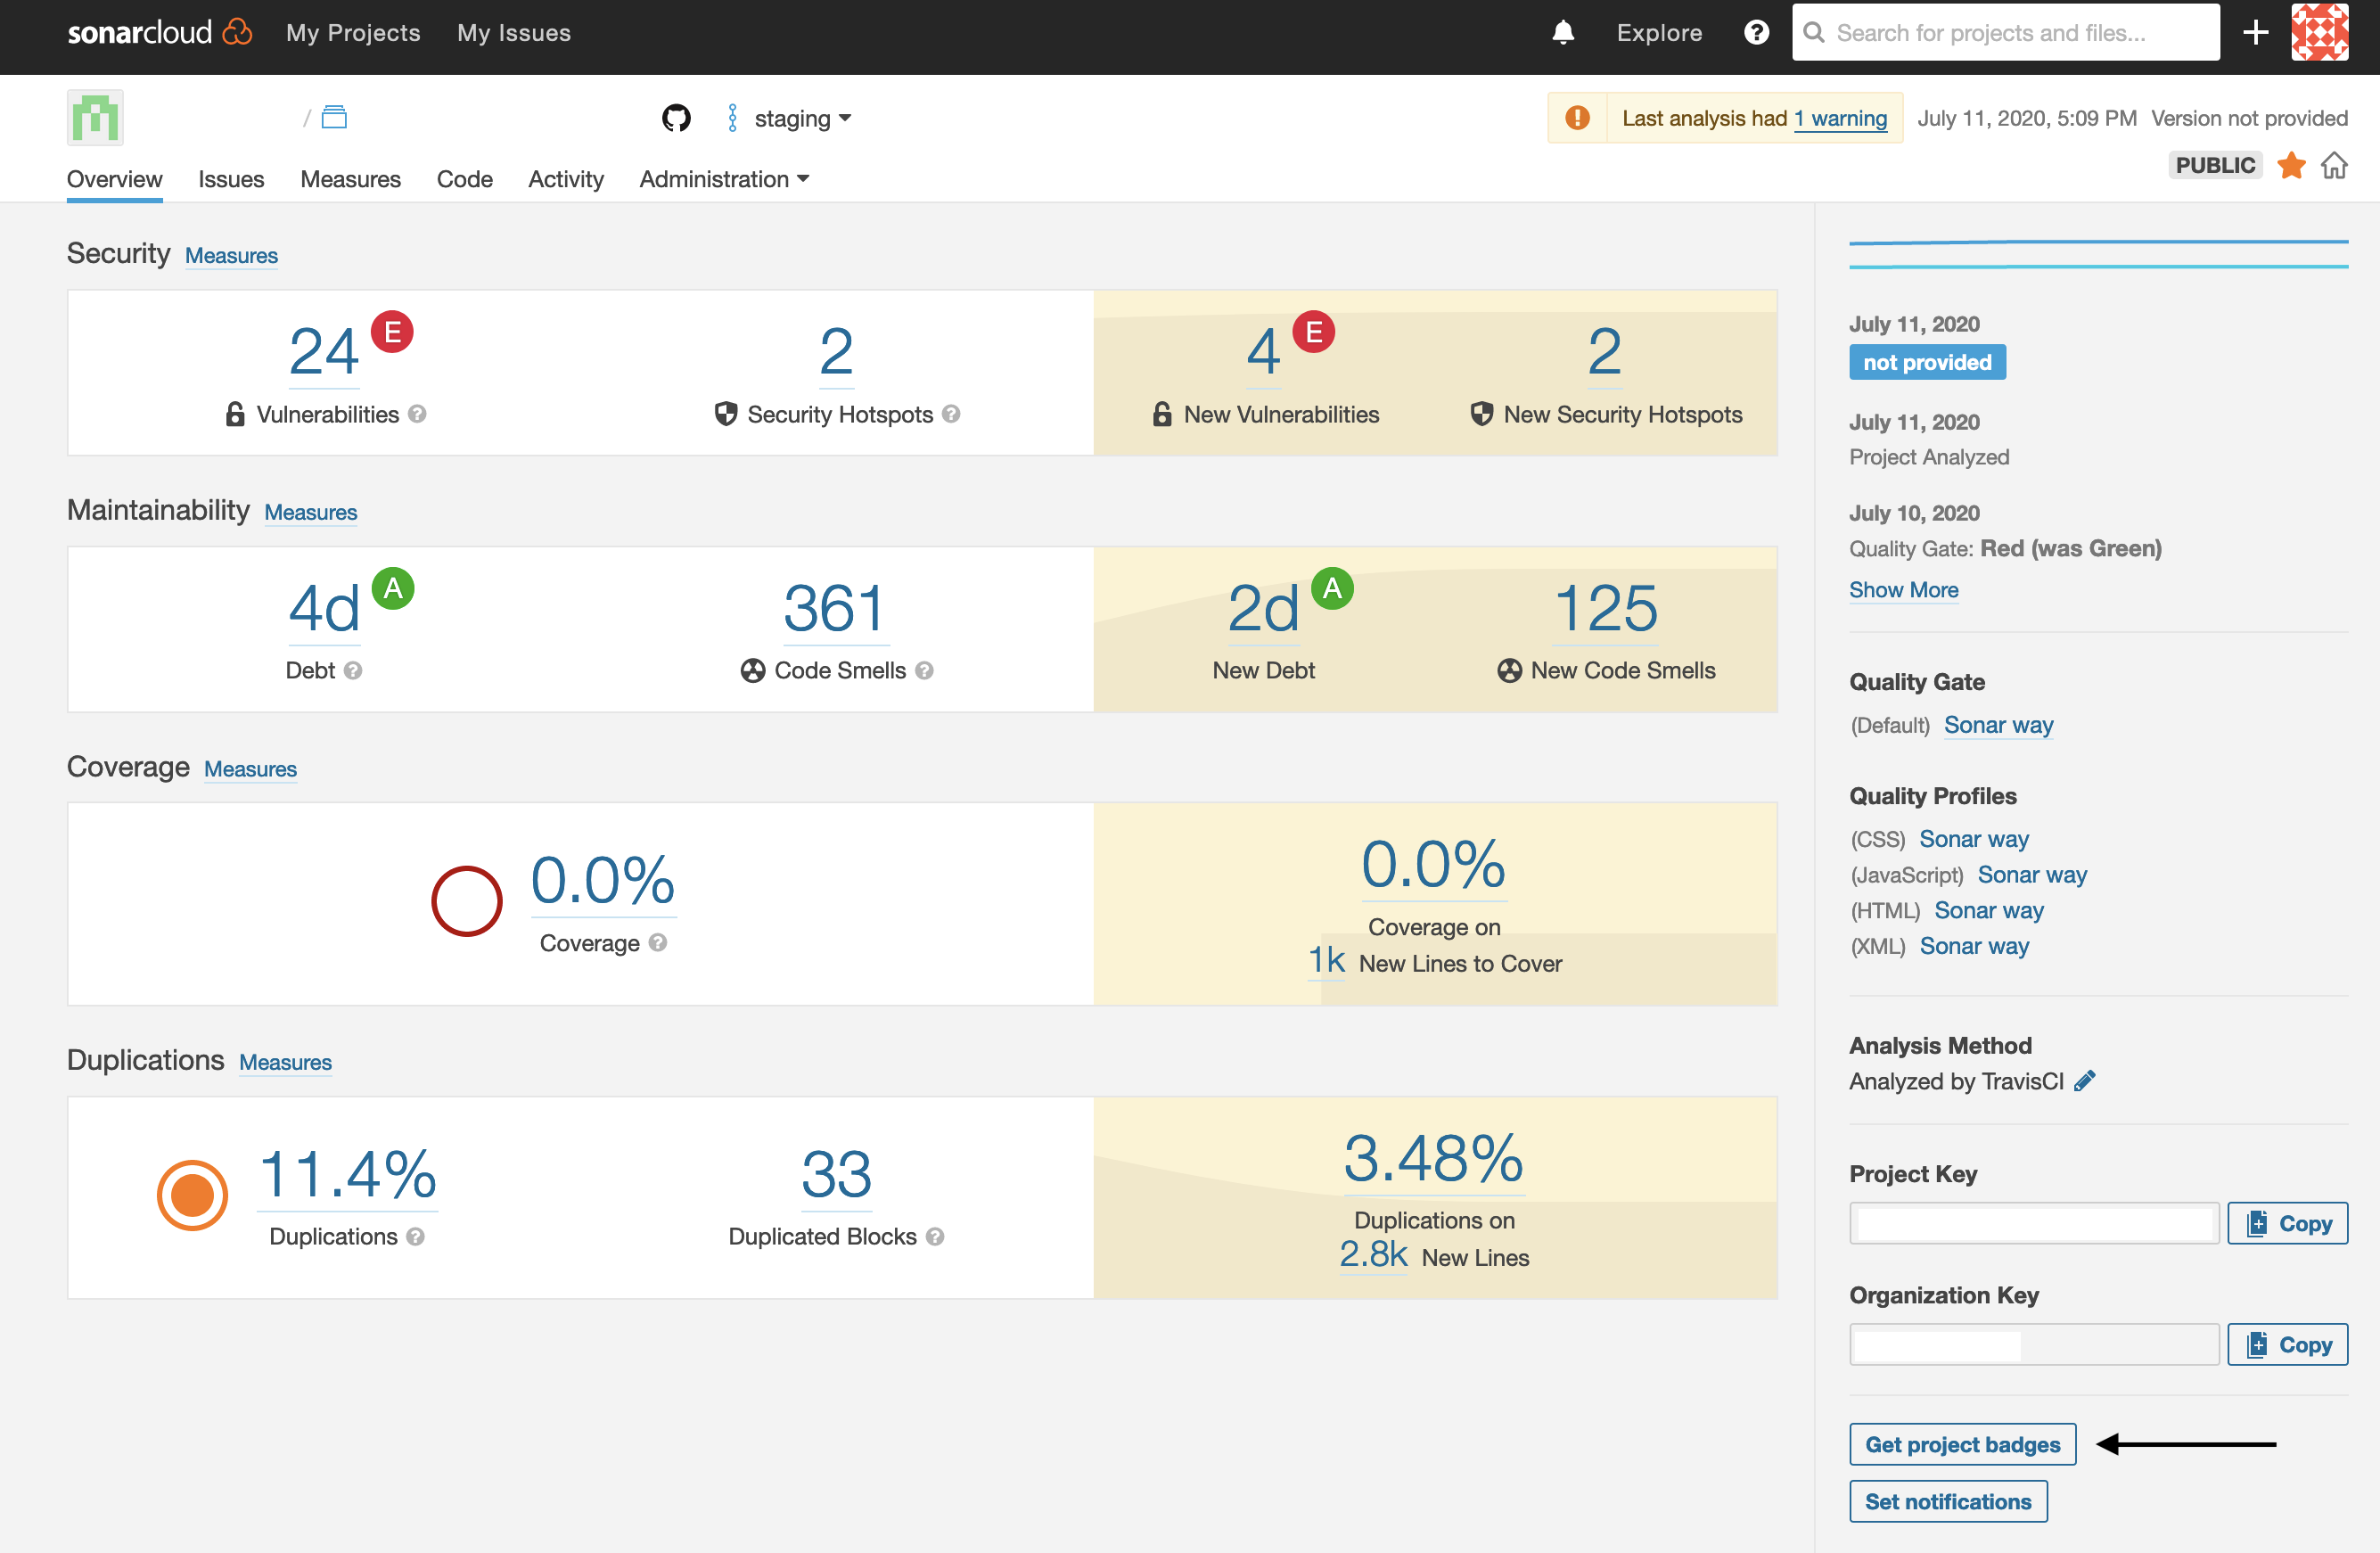 sonarcloud My Projects My Issues Explore Search for projects and files...
/ staging Last analysis had 1 warning July 11, 2020, 5:09 PM Version not provided
Overview Issues Measures Code Activity Administration PUBLIC
Security Measures
24 E 2 4 E 2
Vulnerabilities Security Hotspots New Vulnerabilities New Security Hotspots
Maintainability Measures
4d A 361 2d A 125
Debt Code Smells New Debt New Code Smells
Coverage Measures
0.0%
Coverage
0.0%
Coverage on
1k New Lines to Cover
Duplications Measures
11.4% 33
Duplications Duplicated Blocks
3.48%
Duplications on
2.8k New Lines
July 11, 2020
not provided
July 11, 2020
Project Analyzed
July 10, 2020
Quality Gate: Red (was Green)
Show More
Quality Gate
(Default) Sonar way
Quality Profiles
(CSS) Sonar way
(JavaScript) Sonar way
(HTML) Sonar way
(XML) Sonar way
Analysis Method
Analyzed by TravisCI
Project Key
Copy
Organization Key
Copy
Get project badges
Set notifications